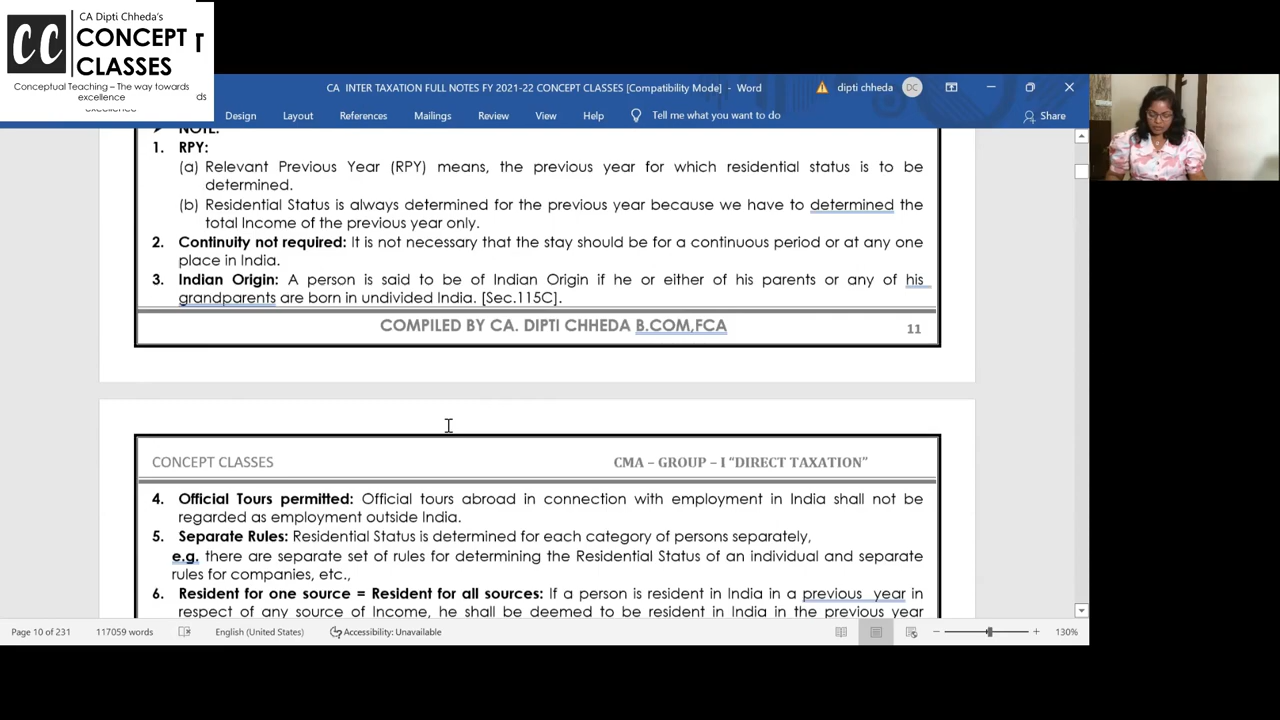 CA Dipti Chheda's
CC CONCEPT
CLASSES
Conceptual Teaching – The way towards
excellence
ds
CA INTER TAXATION FULL NOTES FY 2021-22 CONCEPT CLASSES [Compatibility Mode] - Word
dipti chheda
DC
Design Layout References Mailings Review View Help Tell me what you want to do Share
NOTE:
1. RPY:
(a) Relevant Previous Year (RPY) means, the previous year for which residential status is to be
determined.
(b) Residential Status is always determined for the previous year because we have to determined the
total Income of the previous year only.
2. Continuity not required: It is not necessary that the stay should be for a continuous period or at any one
place in India.
3. Indian Origin: A person is said to be of Indian Origin if he or either of his parents or any of his
grandparents are born in undivided India. [Sec.115C].
COMPILED BY CA. DIPTI CHHEDA B.COM,FCA 11
CONCEPT CLASSES CMA – GROUP – I "DIRECT TAXATION"
4. Official Tours permitted: Official tours abroad in connection with employment in India shall not be
regarded as employment outside India.
5. Separate Rules: Residential Status is determined for each category of persons separately,
e.g. there are separate set of rules for determining the Residential Status of an individual and separate
rules for companies, etc.,
6. Resident for one source = Resident for all sources: If a person is resident in India in a previous year in
respect of any source of Income, he shall be deemed to be resident in India in the previous year
Page 10 of 231 117059 words English (United States) Accessibility: Unavailable 130%